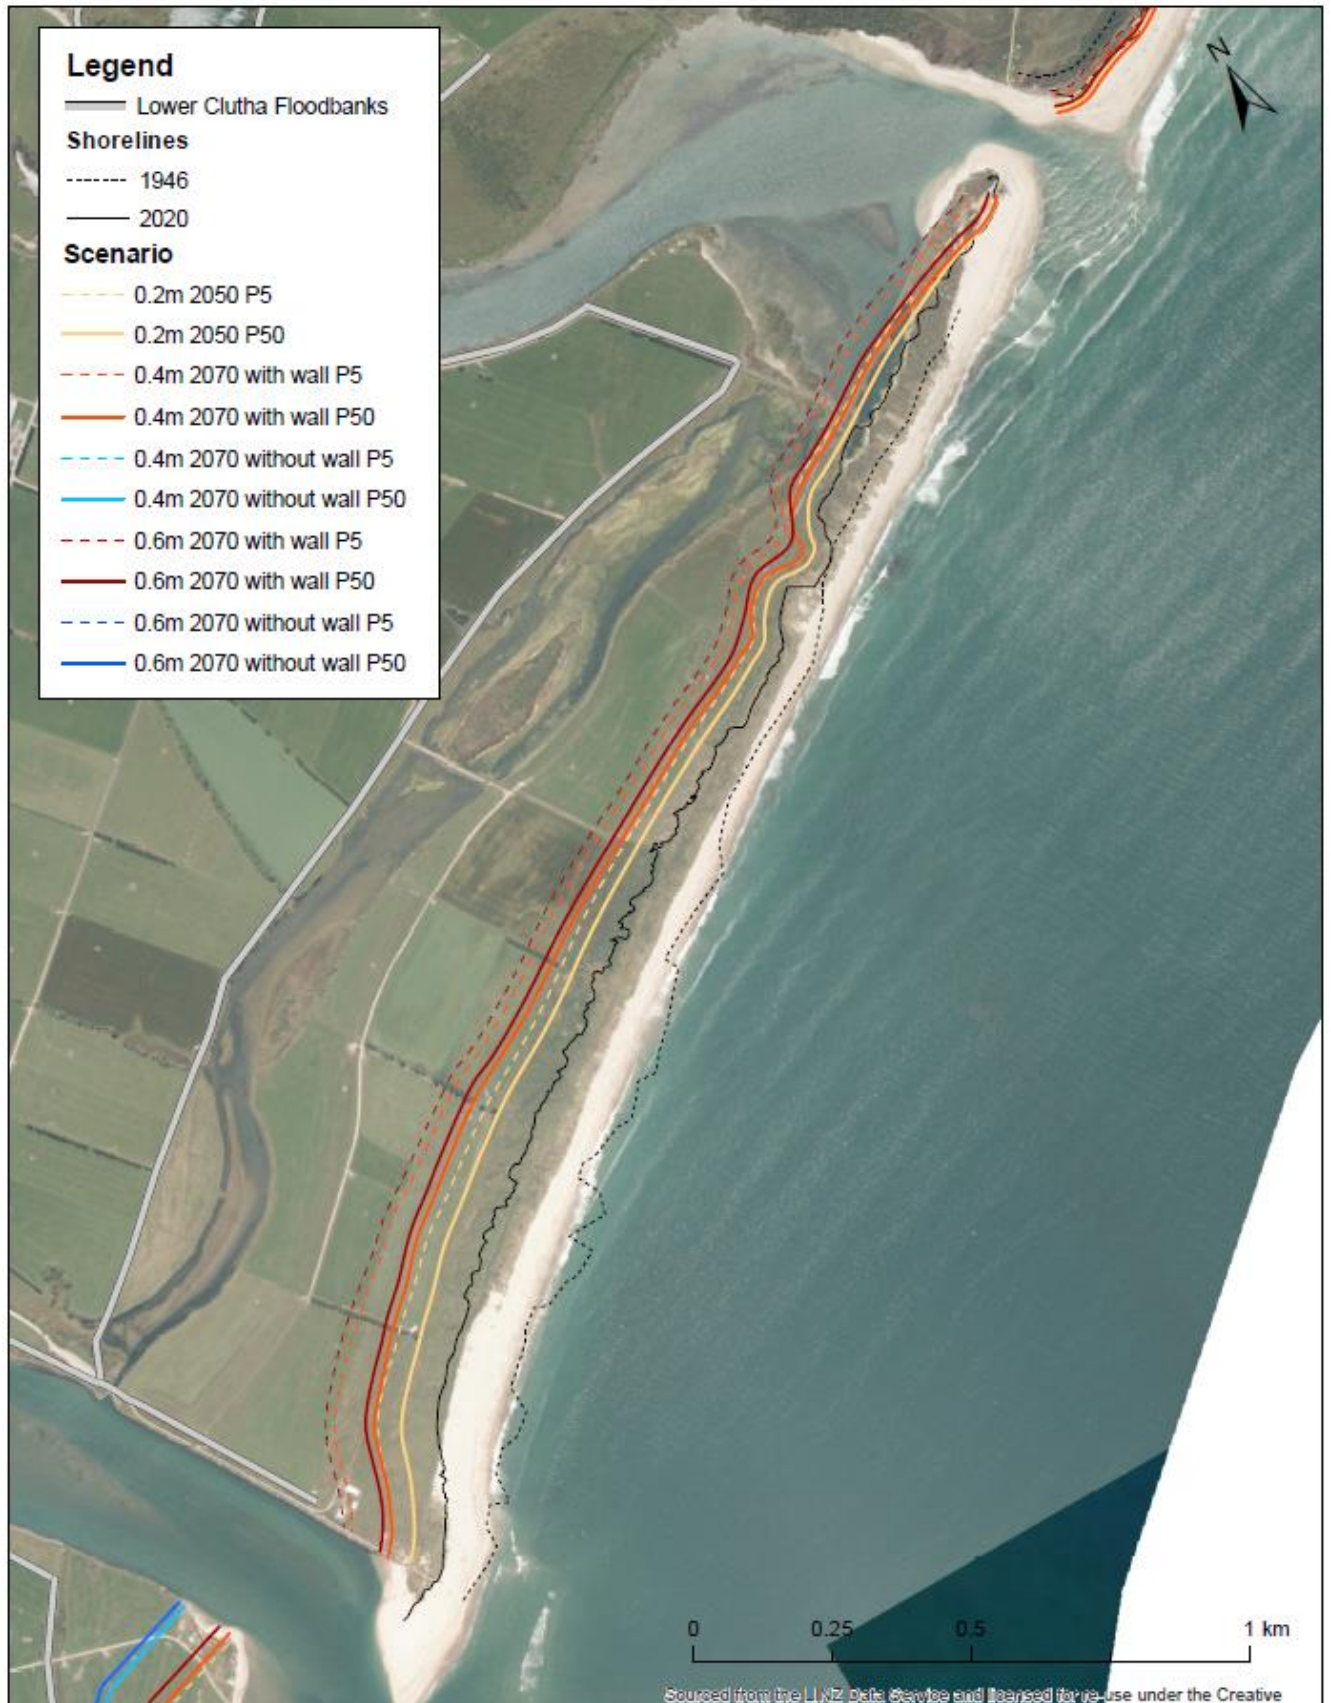 Legend
Lower Clutha Floodbanks
Shorelines
1946
2020
Scenario
0.2m 2050 P5
0.2m 2050 P50
0.4m 2070 with wall P5
0.4m 2070 with wall P50
0.4m 2070 without wall P5
0.4m 2070 without wall P50
0.6m 2070 with wall P5
0.6m 2070 with wall P50
0.6m 2070 without wall P5
0.6m 2070 without wall P50
N
0 0.25 0.5 1 km
Sourced from the LINZ Data Service and licensed for re-use under the Creative